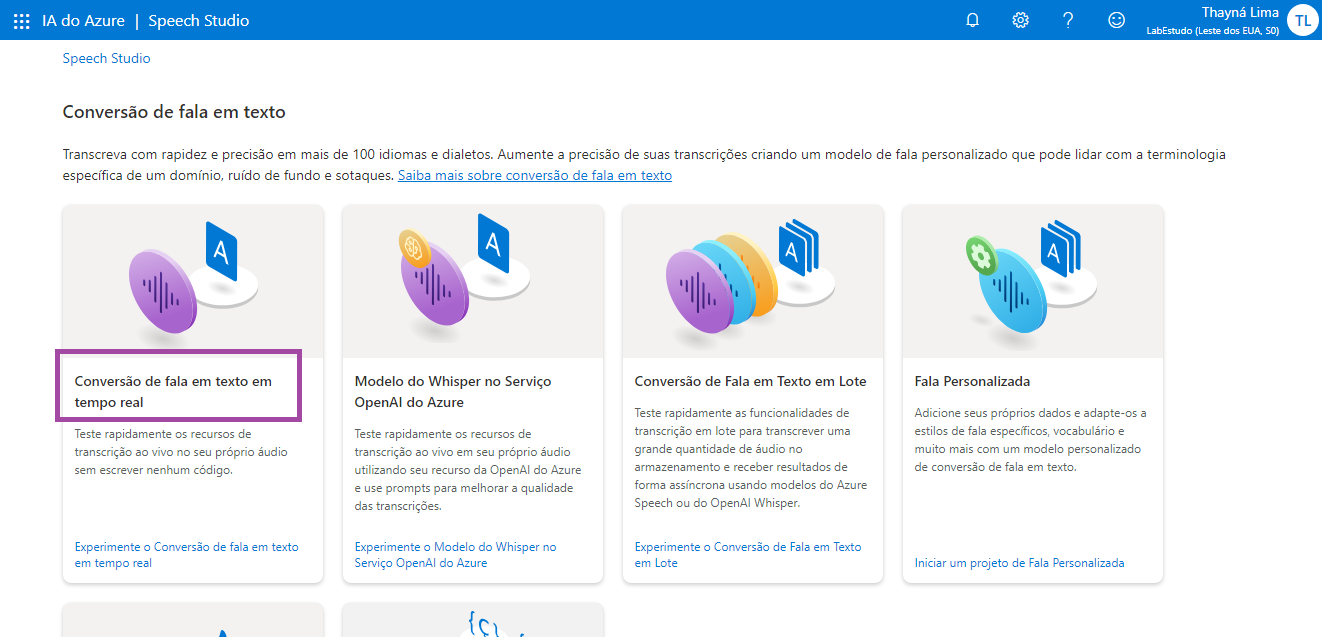 IA do Azure | Speech Studio
Thayná Lima
LabEstudo (Leste dos EUA, S0)
TL
Speech Studio
Conversão de fala em texto
Transcreva com rapidez e precisão em mais de 100 idiomas e dialetos. Aumente a precisão de suas transcrições criando um modelo de fala personalizado que pode lidar com a terminologia
específica de um domínio, ruído de fundo e sotaques. Saiba mais sobre conversão de fala em texto
A
Conversão de fala em texto em
tempo real
Teste rapidamente os recursos de
transcrição ao vivo no seu próprio áudio
sem escrever nenhum código.
Experimente o Conversão de fala em texto
em tempo real
A
Modelo do Whisper no Serviço
OpenAI do Azure
Teste rapidamente os recursos de
transcrição ao vivo em seu próprio áudio
utilizando seu recurso da OpenAI do Azure
e use prompts para melhorar a qualidade
das transcrições.
Experimente o Modelo do Whisper no
Serviço OpenAI do Azure
A
Conversão de Fala em Texto em Lote
Teste rapidamente as funcionalidades de
transcrição em lote para transcrever uma
grande quantidade de áudio no
armazenamento e receber resultados de
forma assíncrona usando modelos do Azure
Speech ou do OpenAI Whisper.
Experimente o Conversão de Fala em Texto
em Lote
A
Fala Personalizada
Adicione seus próprios dados e adapte-os a
estilos de fala específicos, vocabulário e
muito mais com um modelo personalizado
de conversão de fala em texto.
Iniciar um projeto de Fala Personalizada